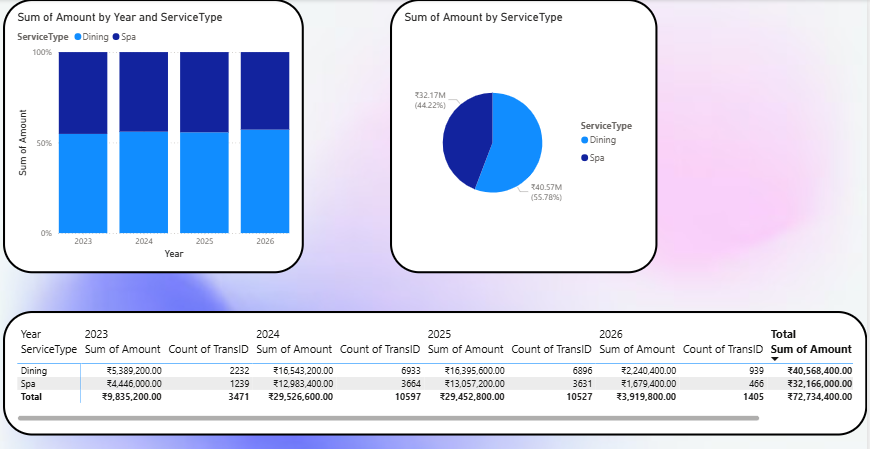 Sum of Amount by Year and ServiceType
ServiceType Dining Spa
100%
50%
0%
Sum of Amount
2023 2024 2025 2026
Year
Sum of Amount by ServiceType
₹32.17M
(44.22%)
₹40.57M
(55.78%)
ServiceType
Dining
Spa
Year 2023 2024 2025 2026 Total
ServiceType Sum of Amount Count of TransID Sum of Amount Count of TransID Sum of Amount Count of TransID Sum of Amount Count of TransID Sum of Amount
Dining ₹5,389,200.00 2232 ₹16,543,200.00 6933 ₹16,395,600.00 6896 ₹2,240,400.00 939 ₹40,568,400.00
Spa ₹4,446,000.00 1239 ₹12,983,400.00 3664 ₹13,057,200.00 3631 ₹1,679,400.00 466 ₹32,166,000.00
Total ₹9,835,200.00 3471 ₹29,526,600.00 10597 ₹29,452,800.00 10527 ₹3,919,800.00 1405 ₹72,734,400.00